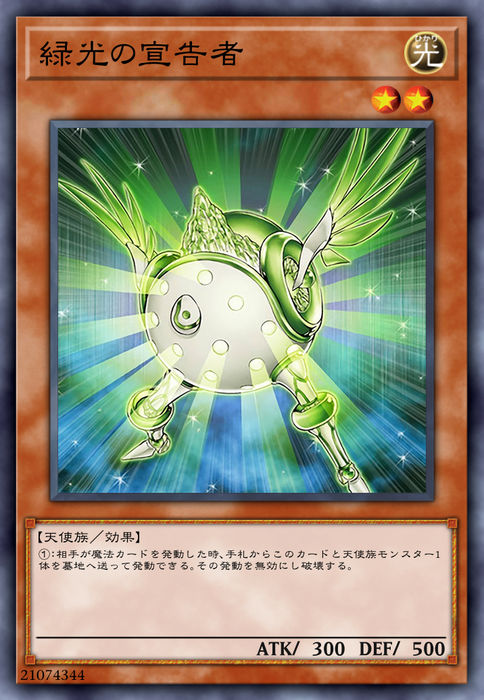 緑光の宣告者
ひかり
光
【天使族／効果】
①：相手が魔法カードを発動した時、手札からこのカードと天使族モンスター1
体を墓地へ送って発動できる。その発動を無効にし破壊する。
ATK/ 300 DEF/ 500
21074344